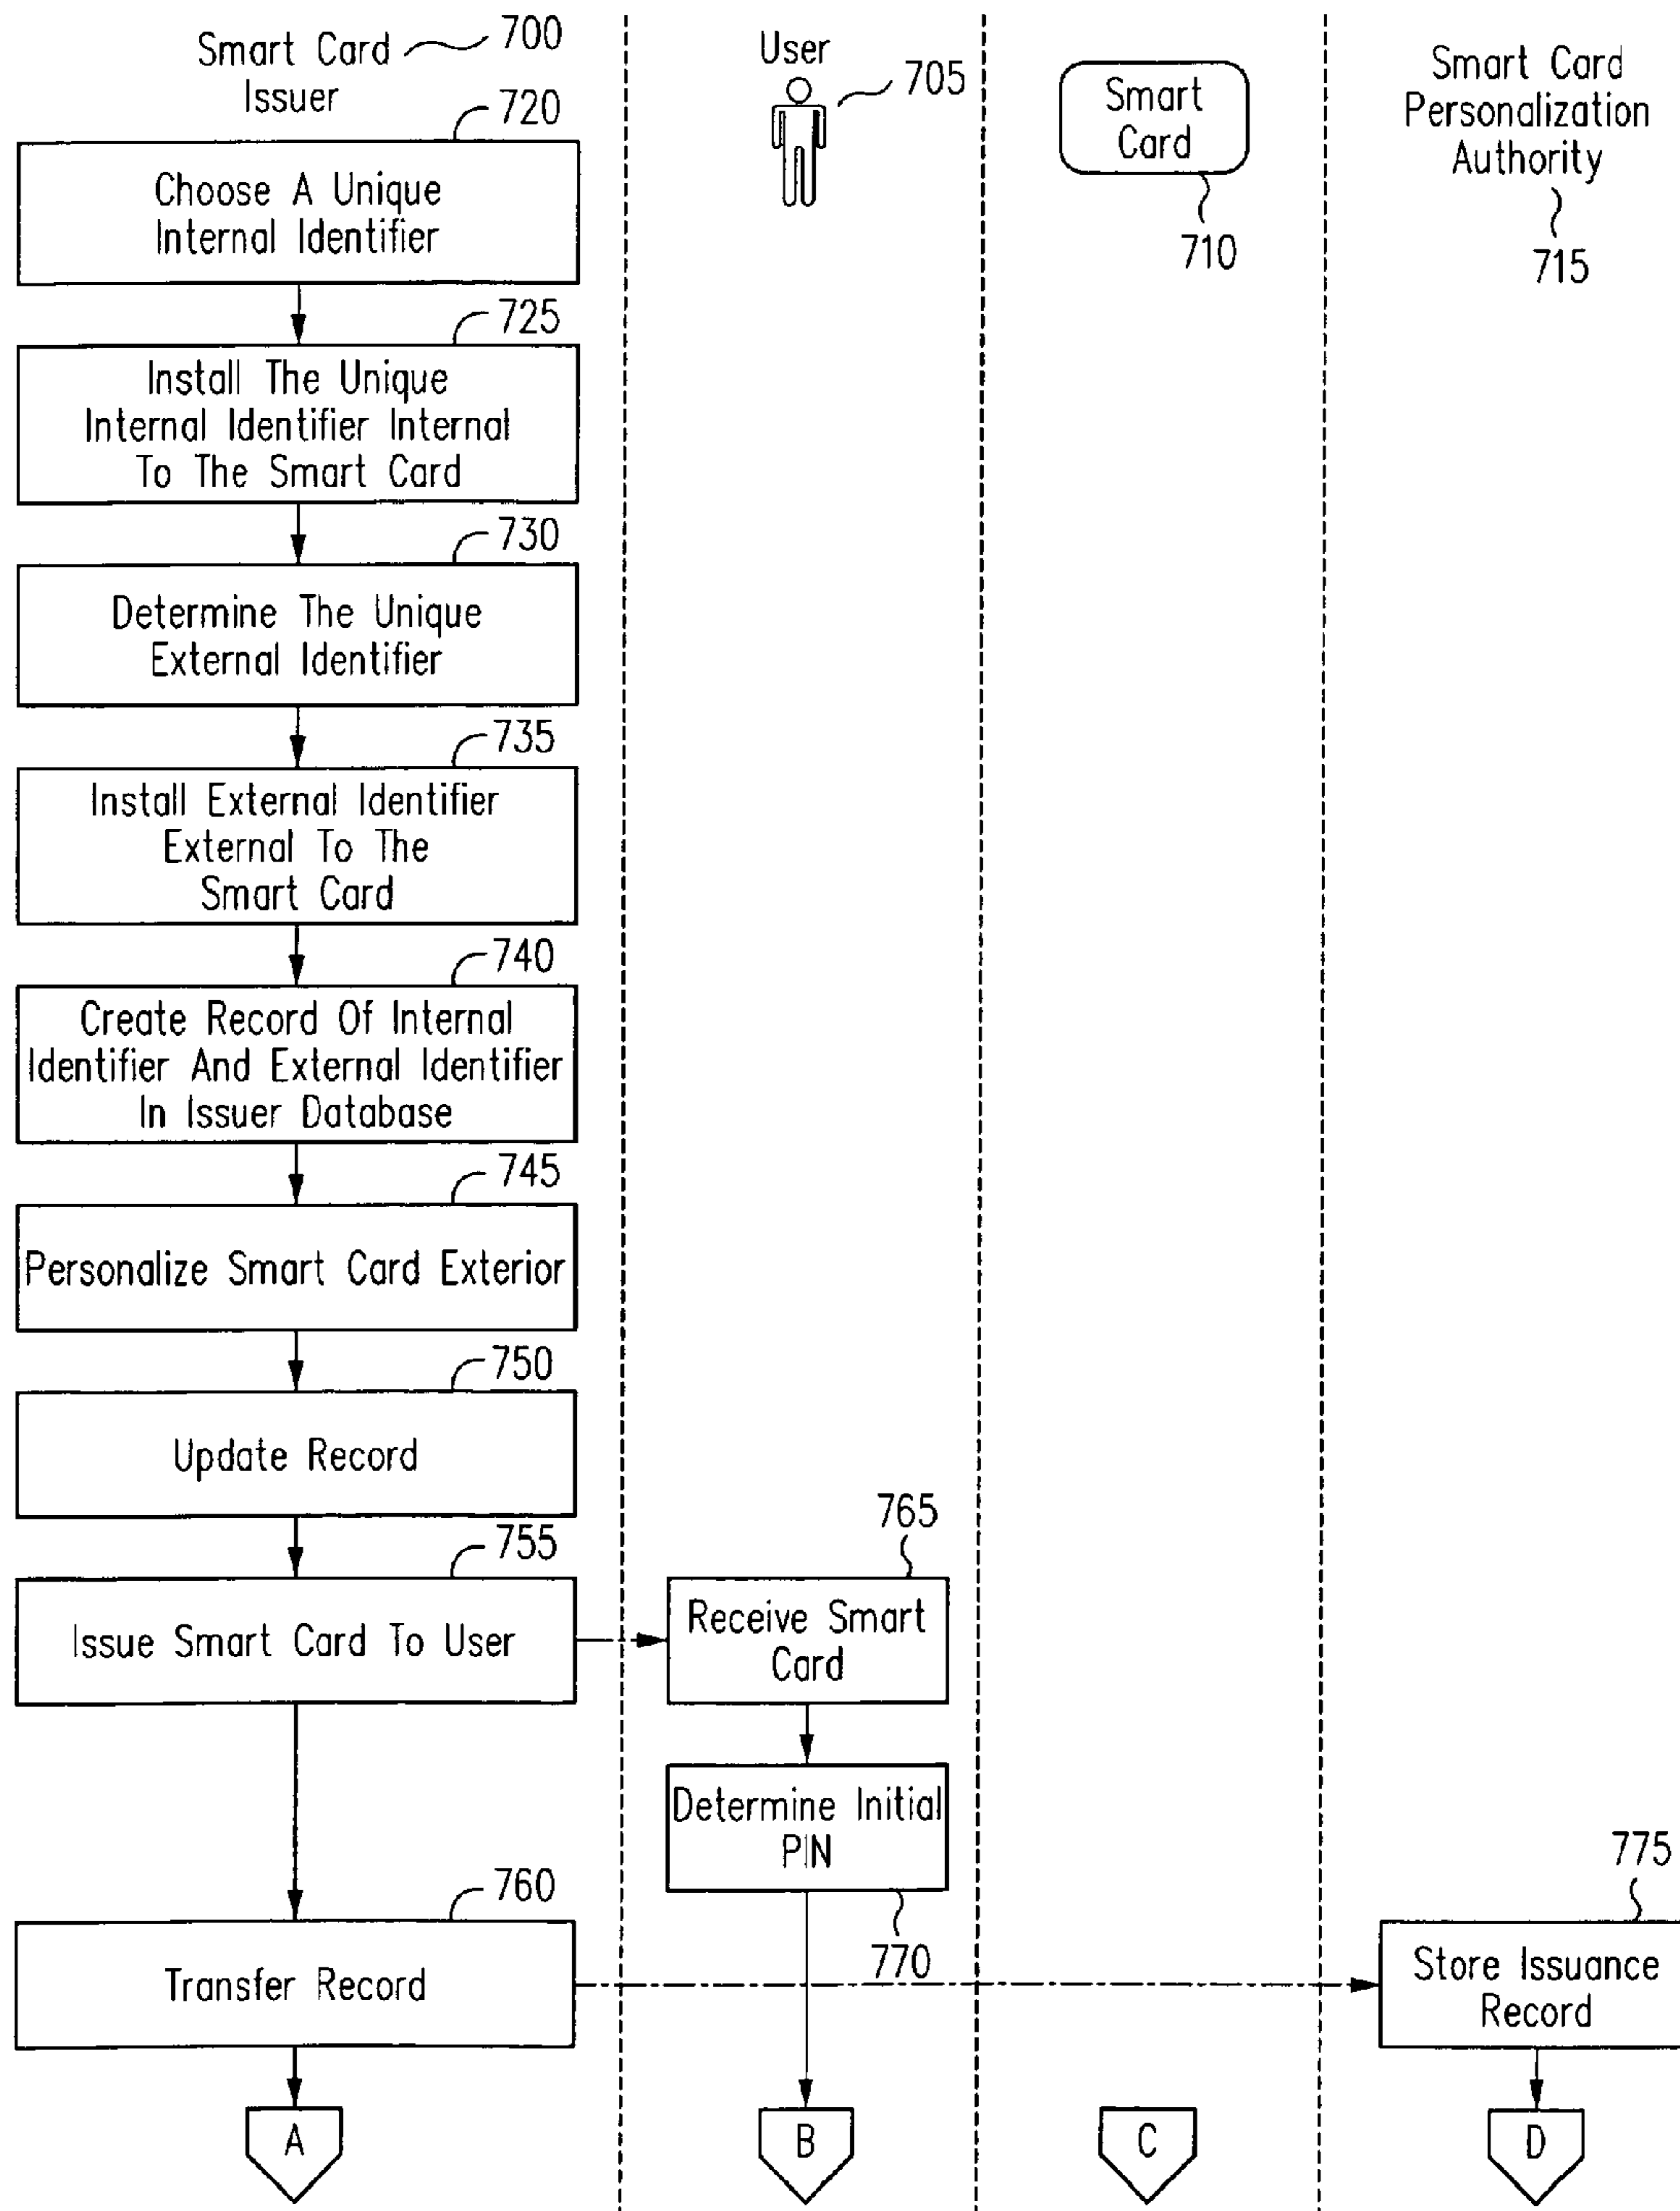 Smart Card
Issuer
700
User
705
Smart
Card
710
Smart Card
Personalization
Authority
715
720
Choose A Unique
Internal Identifier
725
Install The Unique
Internal Identifier Internal
To The Smart Card
730
Determine The Unique
External Identifier
735
Install External Identifier
External To The
Smart Card
740
Create Record Of Internal
Identifier And External Identifier
In Issuer Database
745
Personalize Smart Card Exterior
750
Update Record
755
Issue Smart Card To User
765
Receive Smart
Card
Determine Initial
PIN
770
760
Transfer Record
775
Store Issuance
Record
A
B
C
D